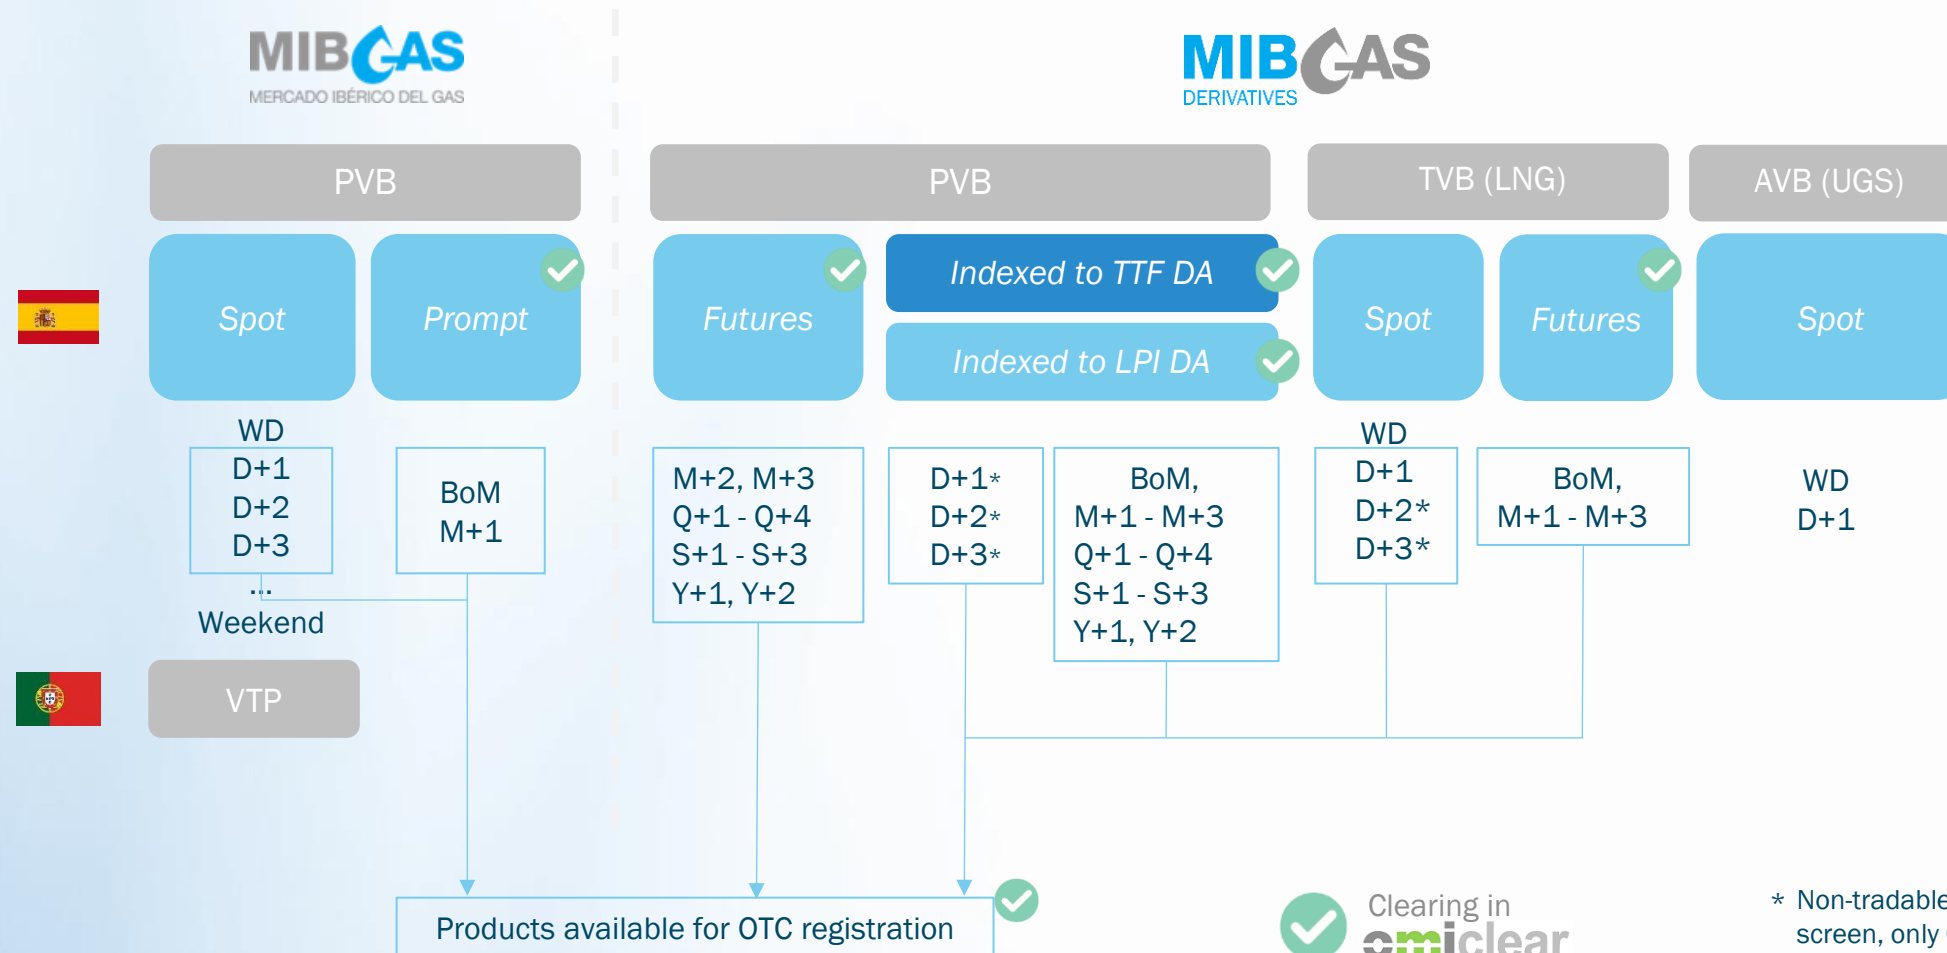 MIBGAS
MERCADO IBÉRICO DEL GAS
MIBGAS
DERIVATIVES
PVB
PVB
TVB (LNG)
AVB (UGS)
Spot
Prompt
Futures
Indexed to TTF DA
Indexed to LPI DA
Spot
Futures
Spot
WD
D+1
D+2
D+3
...
Weekend
BoM
M+1
M+2, M+3
Q+1 - Q+4
S+1 - S+3
Y+1, Y+2
D+1*
D+2*
D+3*
BoM,
M+1 - M+3
Q+1 - Q+4
S+1 - S+3
Y+1, Y+2
WD
D+1
D+2*
D+3*
BoM,
M+1 - M+3
WD
D+1
VTP
Products available for OTC registration
Clearing in
omiclear
* Non-tradable
screen, only